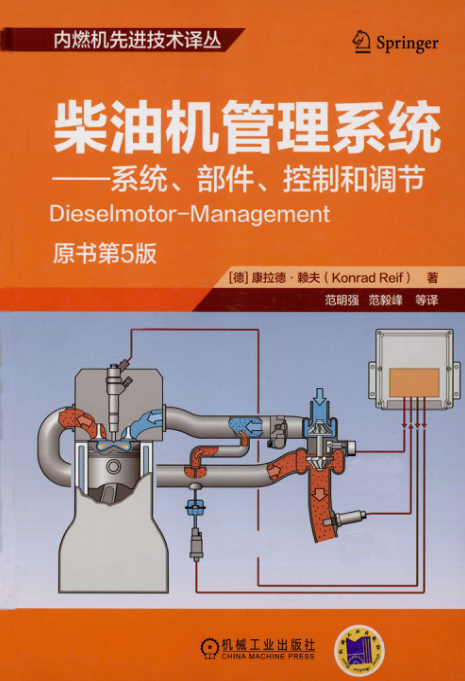 内燃机先进技术译丛
Springer
柴油机管理系统
——系统、部件、控制和调节
Dieselmotor-Management
原书第5版
[德] 康拉德·赖夫（Konrad Reif） 著
范明强 范毅峰 等译
机械工业出版社
CHINA MACHINE PRESS